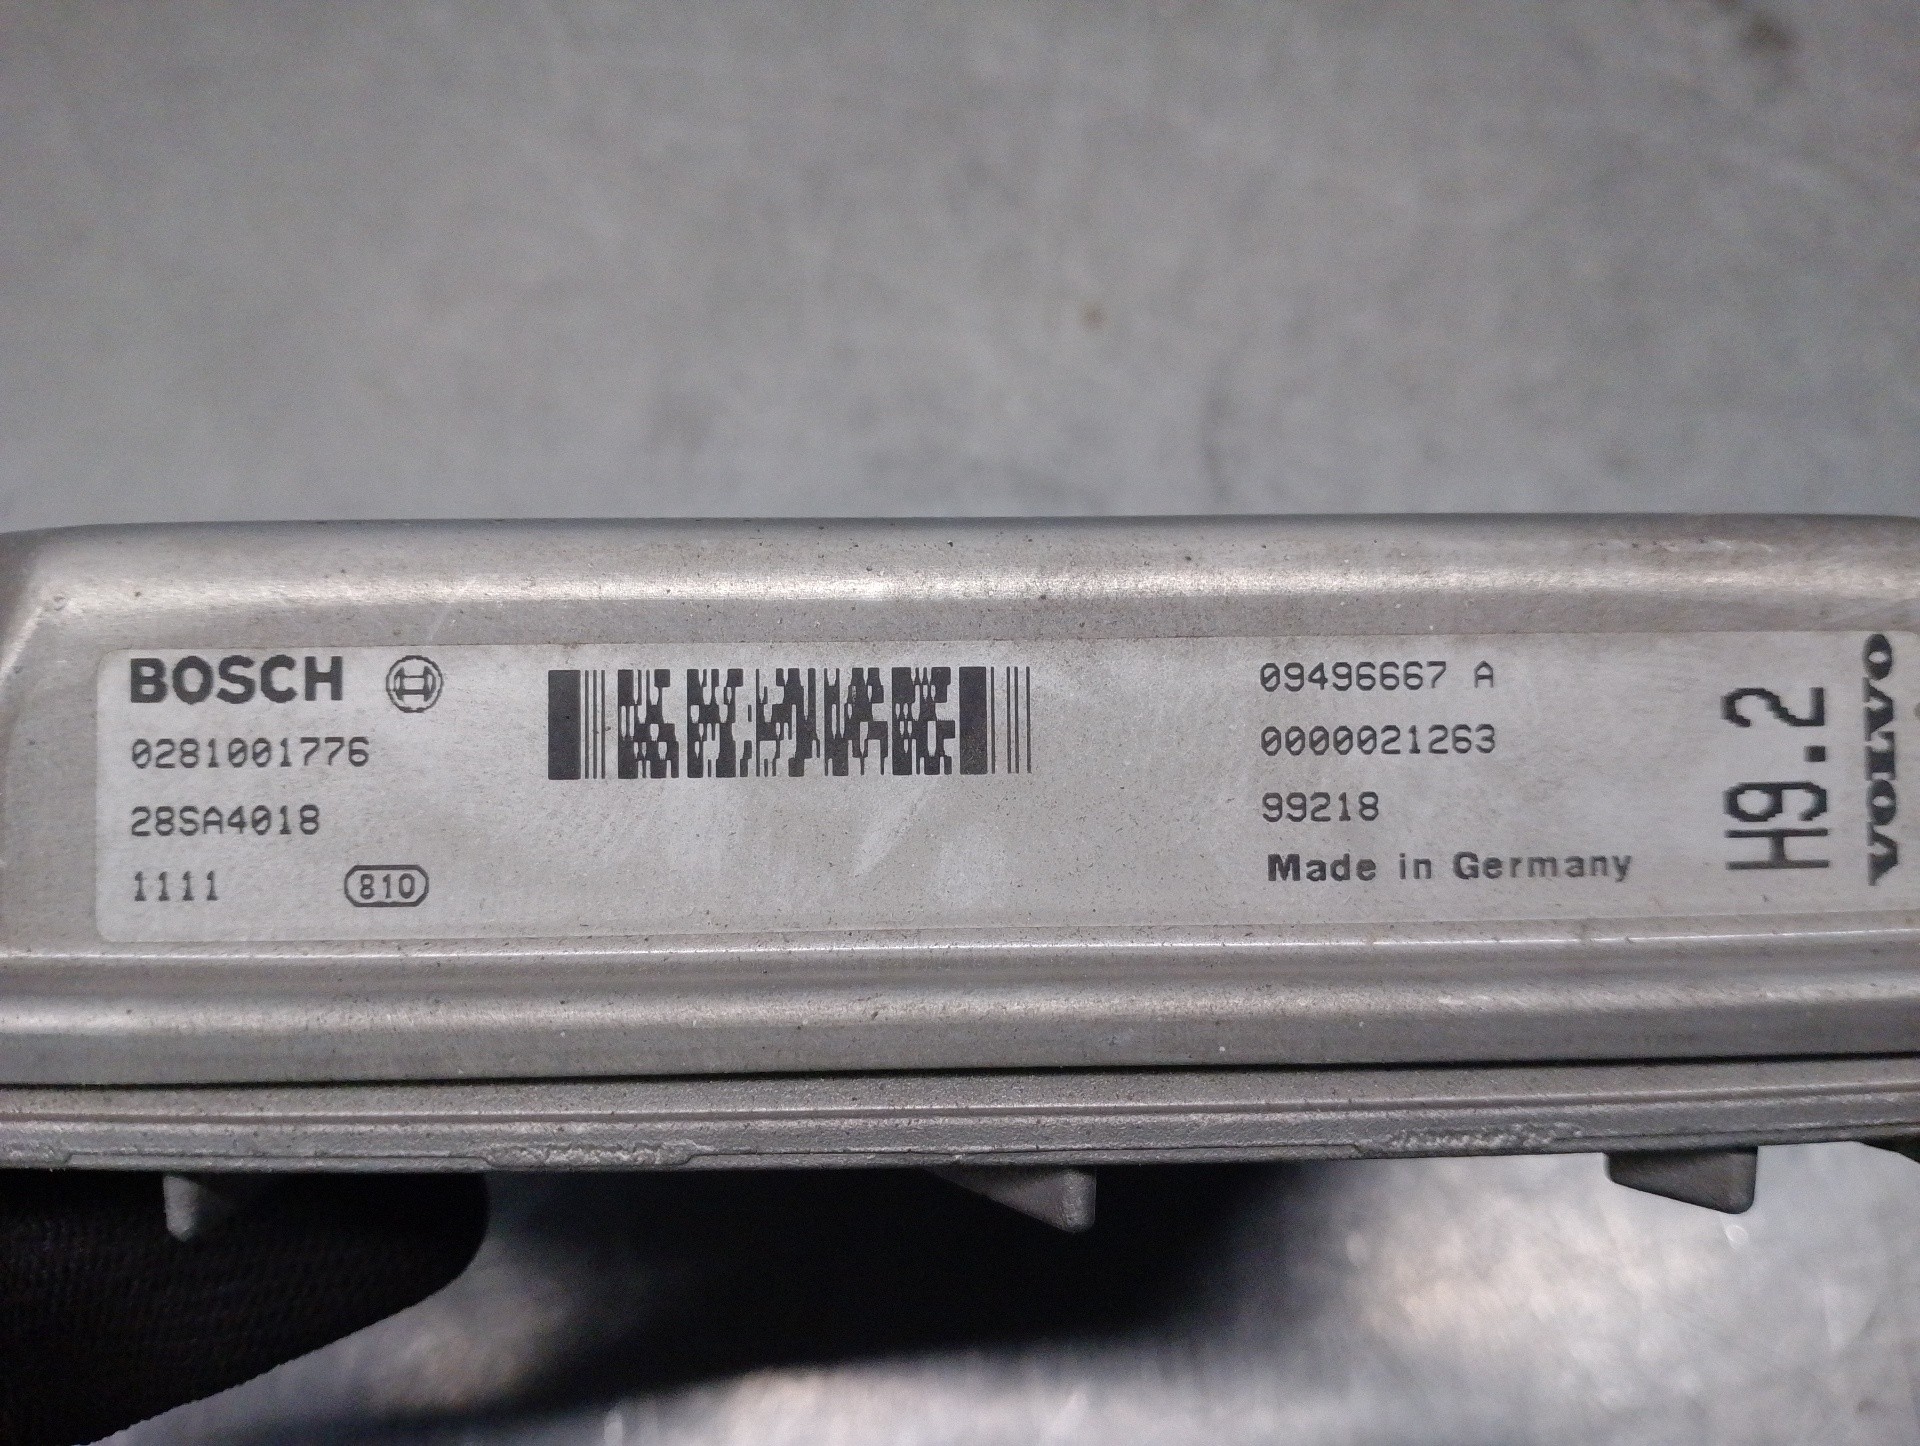 BOSCH
0281001776
28SA4018
1111 810
09496667 A
0000021263
99218
Made in Germany
H9.2
VOLVO